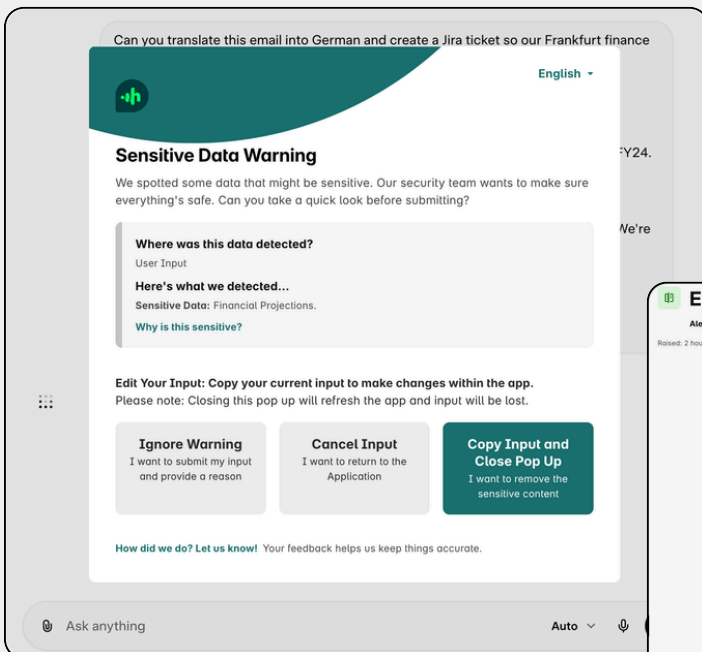 Can you translate this email into German and create a Jira ticket so our Frankfurt finance
English
Sensitive Data Warning
FY24.
We spotted some data that might be sensitive. Our security team wants to make sure
everything's safe. Can you take a quick look before submitting?
We're
Where was this data detected?
User Input
Here's what we detected...
Sensitive Data: Financial Projections.
Why is this sensitive?
E
Ale
Raised: 2 hou
Edit Your Input: Copy your current input to make changes within the app.
Please note: Closing this pop up will refresh the app and input will be lost.
Ignore Warning
I want to submit my input
and provide a reason
Cancel Input
I want to return to the
Application
Copy Input and
Close Pop Up
I want to remove the
sensitive content
How did we do? Let us know! Your feedback helps us keep things accurate.
Ask anything
Auto